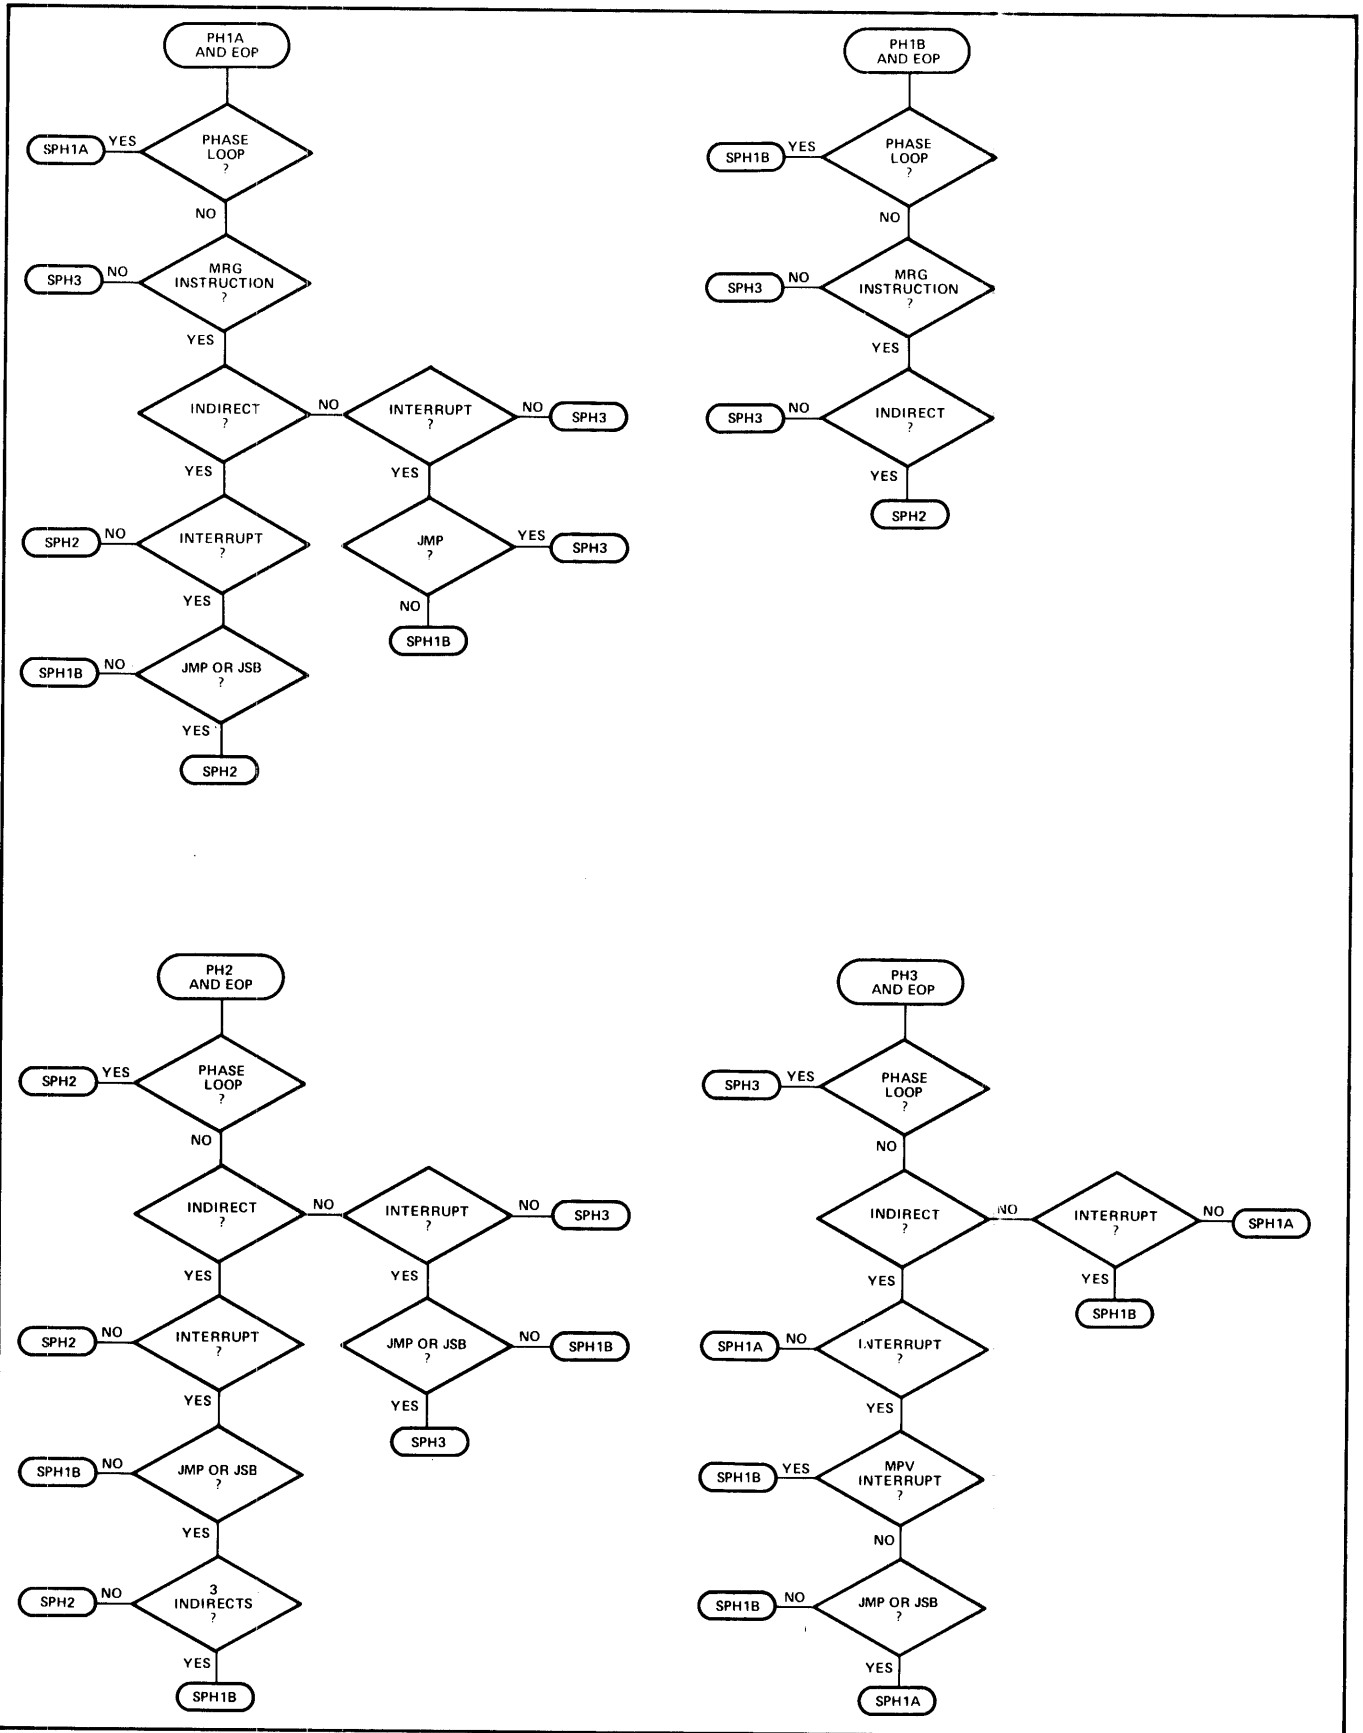 PH1A
AND EOP
PHASE
LOOP
?
YES
SPH1A
NO
MRG
INSTRUCTION
?
NO
SPH3
YES
INDIRECT
?
NO
INTERRUPT
?
NO
SPH3
YES
JMP
?
YES
SPH3
NO
SPH1B
YES
INTERRUPT
?
NO
SPH2
YES
JMP OR JSB
?
NO
SPH1B
YES
SPH2
PH1B
AND EOP
PHASE
LOOP
?
YES
SPH1B
NO
MRG
INSTRUCTION
?
NO
SPH3
YES
INDIRECT
?
NO
SPH3
YES
SPH2
PH2
AND EOP
PHASE
LOOP
?
YES
SPH2
NO
INDIRECT
?
NO
INTERRUPT
?
NO
SPH3
YES
JMP OR JSB
?
NO
SPH1B
YES
SPH3
YES
INTERRUPT
?
NO
SPH2
YES
JMP OR JSB
?
NO
SPH1B
YES
3
INDIRECTS
?
NO
SPH2
YES
SPH1B
PH3
AND EOP
PHASE
LOOP
?
YES
SPH3
NO
INDIRECT
?
NO
INTERRUPT
?
NO
SPH1A
YES
SPH1B
YES
INTERRUPT
?
NO
SPH1A
YES
MPV
INTERRUPT
?
YES
SPH1B
NO
JMP OR JSB
?
NO
SPH1B
YES
SPH1A